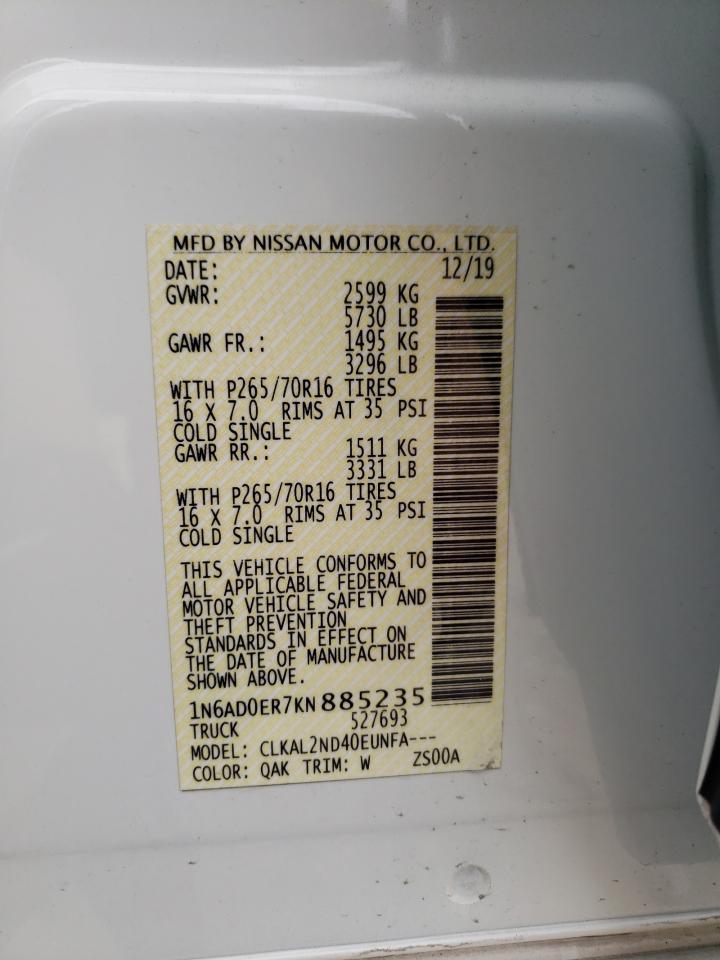 MFD BY NISSAN MOTOR CO., LTD.
DATE: 12/19
GVWR: 2599 KG
5730 LB
GAWR FR.: 1495 KG
3296 LB
WITH P265/70R16 TIRES
16 X 7.0 RIMS AT 35 PSI
COLD SINGLE
GAWR RR.: 1511 KG
3331 LB
WITH P265/70R16 TIRES
16 X 7.0 RIMS AT 35 PSI
COLD SINGLE
THIS VEHICLE CONFORMS TO
ALL APPLICABLE FEDERAL
MOTOR VEHICLE SAFETY AND
THEFT PREVENTION
STANDARDS IN EFFECT ON
THE DATE OF MANUFACTURE
SHOWN ABOVE.
1N6AD0ER7KN885235
TRUCK 527693
MODEL: CLKAL2ND40EUNFA---
COLOR: QAK TRIM: W ZS00A